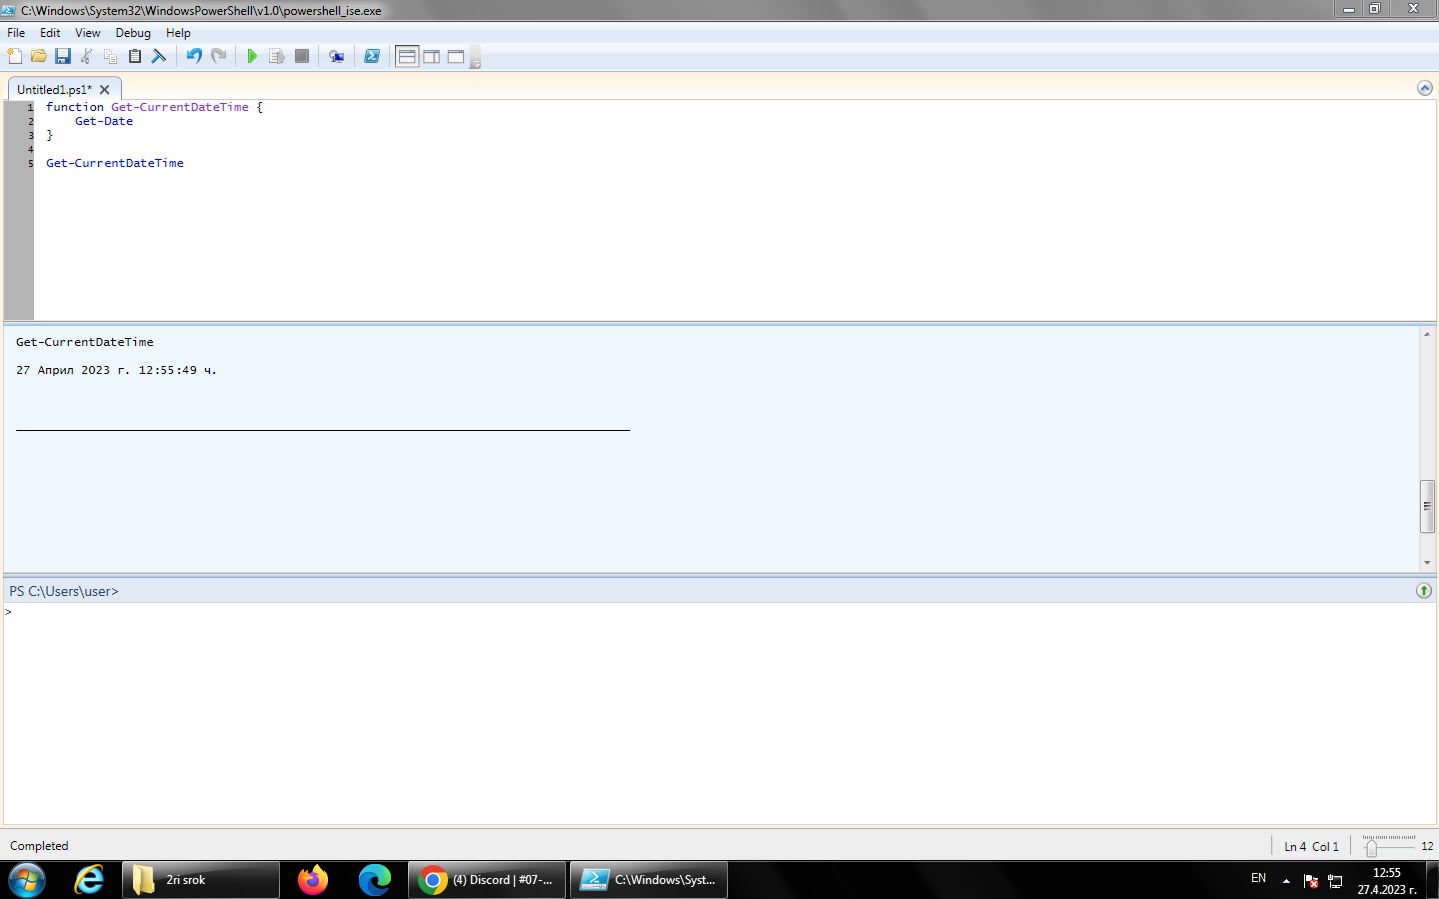 C:\Windows\System32\WindowsPowerShell\v1.0\powershell_ise.exe
File Edit View Debug Help
Untitled1.ps1*
1 function Get-CurrentDateTime {
2 Get-Date
3 }
4
5 Get-CurrentDateTime
Get-CurrentDateTime
27 Април 2023 г. 12:55:49 ч.
PS C:\Users\user>
>
Completed
Ln 4 Col 1
12
2ri srok
(4) Discord | #07-...
C:\Windows\Syst...
EN
12:55
27.4.2023 г.